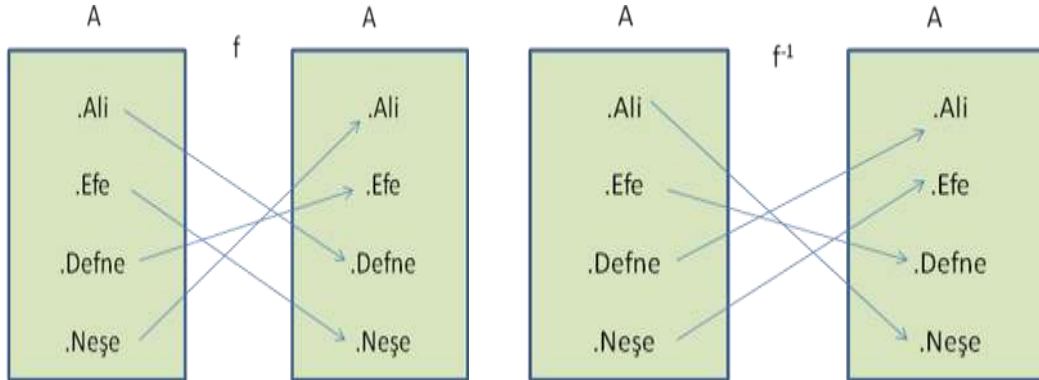 A A A A
f f-1
.Ali .Ali .Ali .Ali
.Efe .Efe .Efe .Efe
.Defne .Defne .Defne .Defne
.Neşe .Neşe .Neşe .Neşe